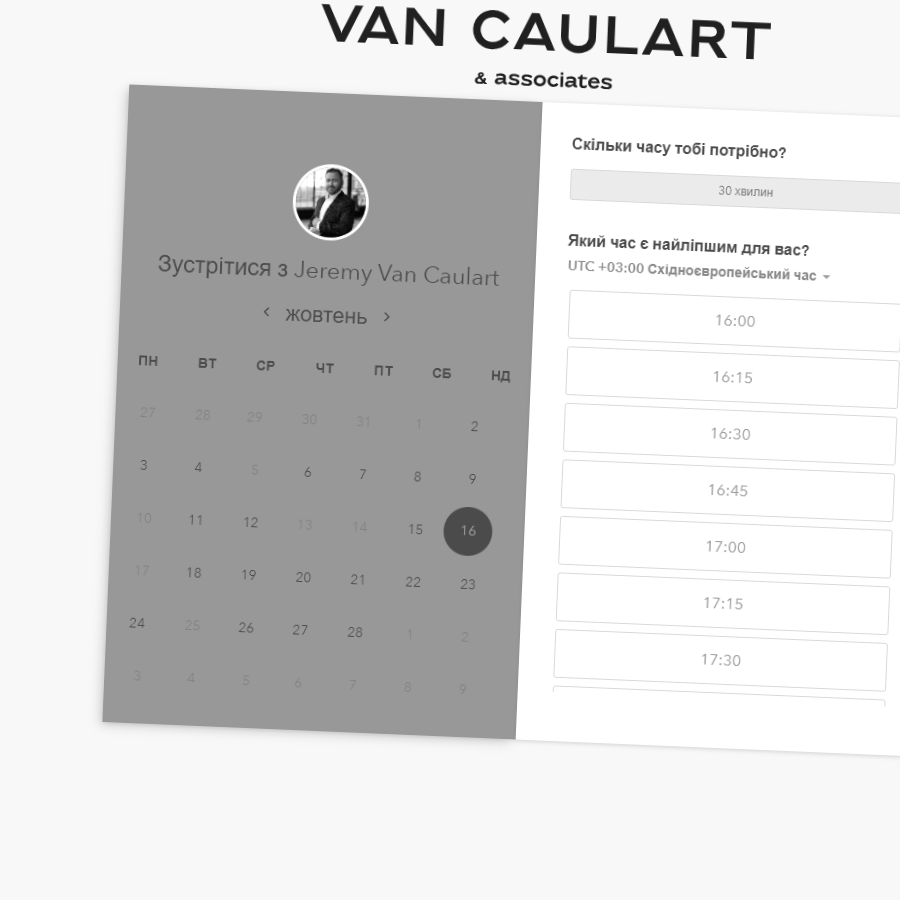 VAN CAULART
& associates
Зустрітися з Jeremy Van Caulart
жовтень
ПН ВТ СР ЧТ ПТ СБ НД
27 28 29 30 31 1 2
3 4 5 6 7 8 9
10 11 12 13 14 15 16
17 18 19 20 21 22 23
24 25 26 27 28 1 2
3 4 5 6 7 8 9
Скільки часу тобі потрібно?
30 хвилин
Який час є найліпшим для вас?
UTC +03:00 Східноєвропейський час
16:00
16:15
16:30
16:45
17:00
17:15
17:30